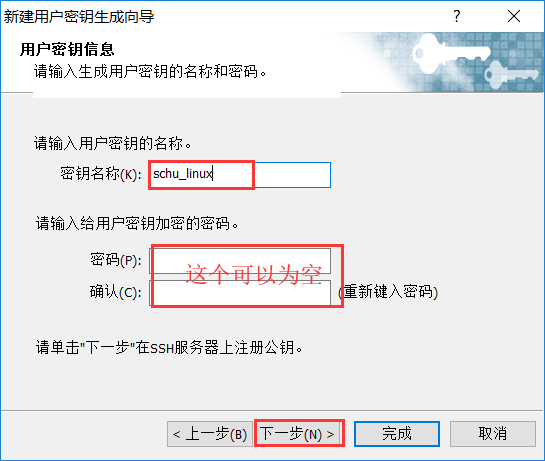 新建用户密钥生成向导
用户密钥信息
请输入生成用户密钥的名称和密码。
请输入用户密钥的名称。
密钥名称(K): schu_linux
请输入给用户密钥加密的密码。
密码(P):
这个可以为空
确认(C): (重新键入密码)
请单击"下一步"在SSH服务器上注册公钥。
< 上一步(B) 下一步(N) > 完成 取消